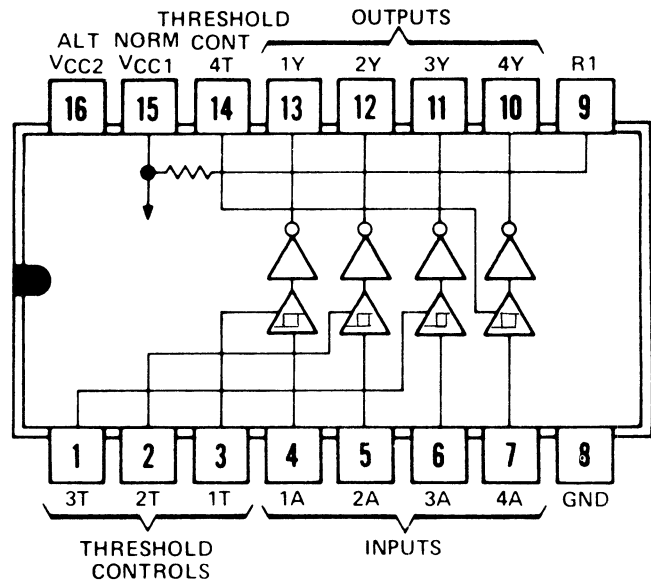 THRESHOLD OUTPUTS
ALT NORM CONT
VCC2 VCC1 4T 1Y 2Y 3Y 4Y R1
16 15 14 13 12 11 10 9
1 2 3 4 5 6 7 8
3T 2T 1T 1A 2A 3A 4A GND
THRESHOLD INPUTS
CONTROLS